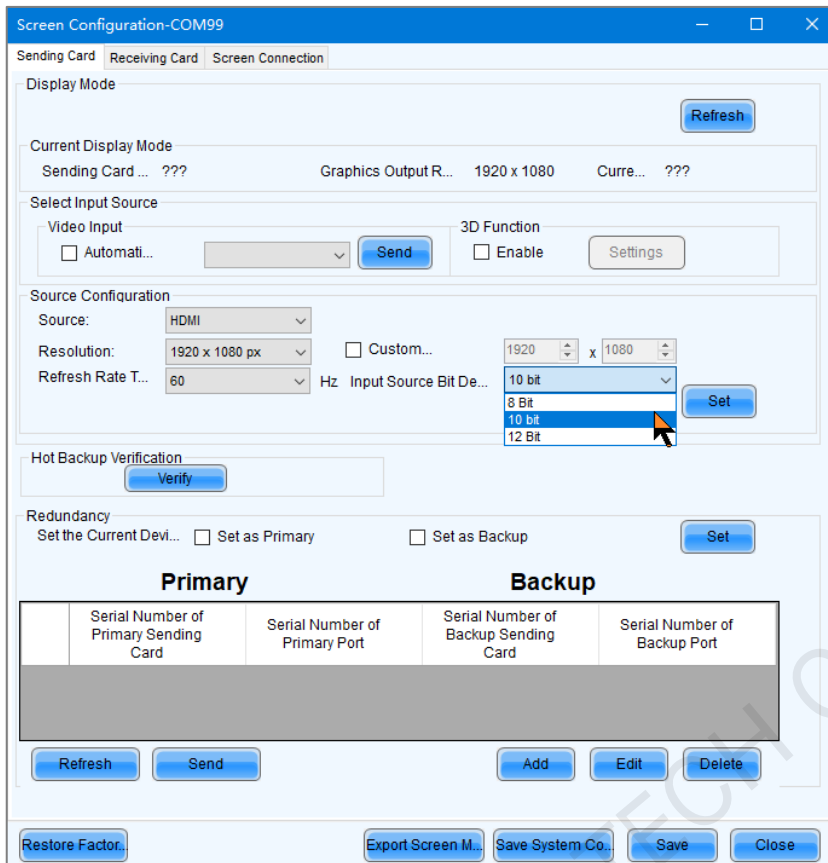 Screen Configuration-COM99
Sending Card Receiving Card Screen Connection
Display Mode
Refresh
Current Display Mode
Sending Card ... ??? Graphics Output R... 1920 x 1080 Curre... ???
Select Input Source
Video Input 3D Function
Automati... Send Enable Settings
Source Configuration
Source: HDMI
Resolution: 1920 x 1080 px Custom... 1920 x 1080
Refresh Rate T... 60 Hz Input Source Bit De... 10 bit
8 Bit
Set
10 bit
12 Bit
Hot Backup Verification
Verify
Redundancy
Set the Current Devi... Set as Primary Set as Backup Set
Primary Backup
Serial Number of Primary Sending Card
Serial Number of Primary Port
Serial Number of Backup Sending Card
Serial Number of Backup Port
Refresh Send Add Edit Delete
Restore Factor... Export Screen M... Save System Co... Save Close
TECH